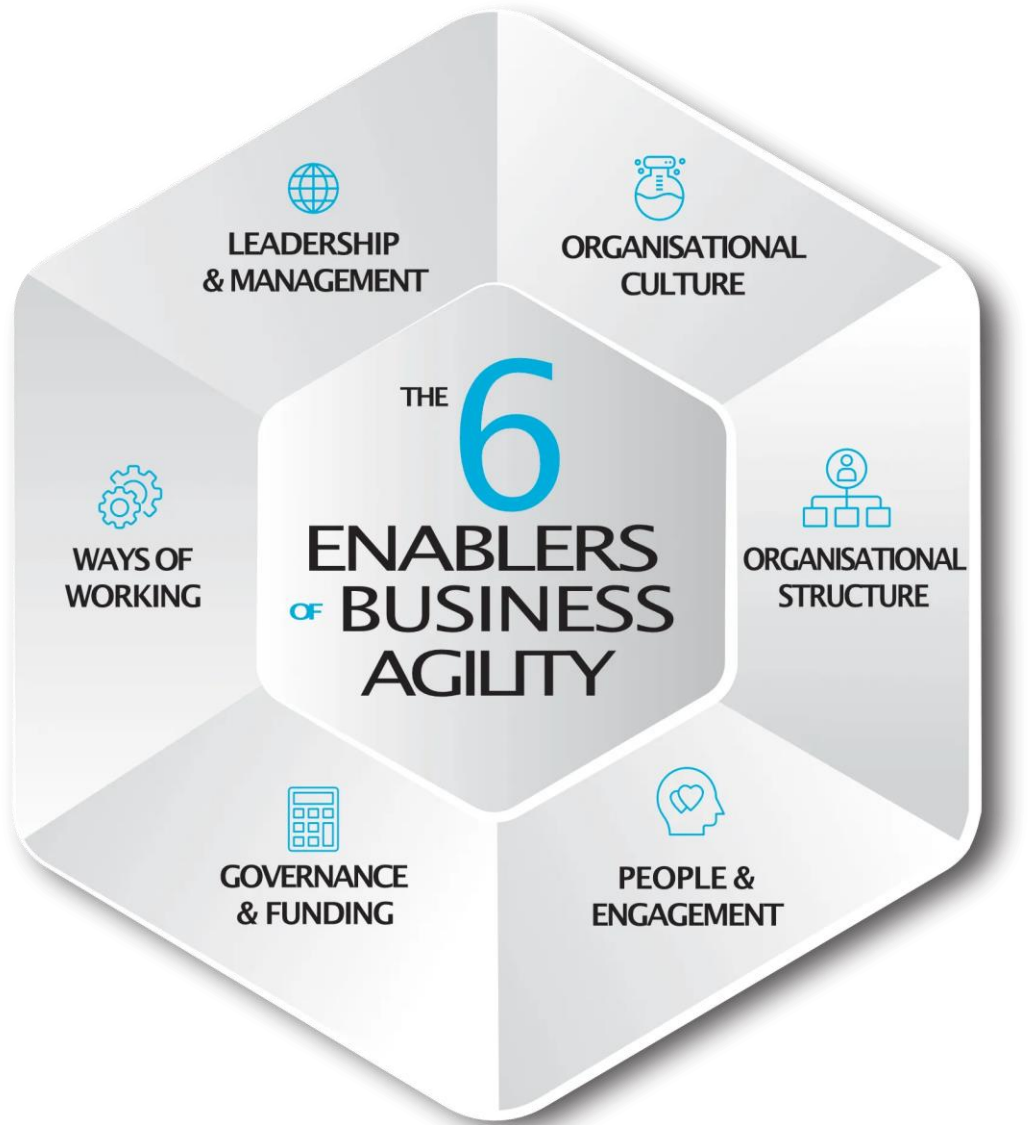 LEADERSHIP
& MANAGEMENT
ORGANISATIONAL
CULTURE
THE 6
ENABLERS
OF BUSINESS
AGILITY
WAYS OF
WORKING
ORGANISATIONAL
STRUCTURE
GOVERNANCE
& FUNDING
PEOPLE &
ENGAGEMENT